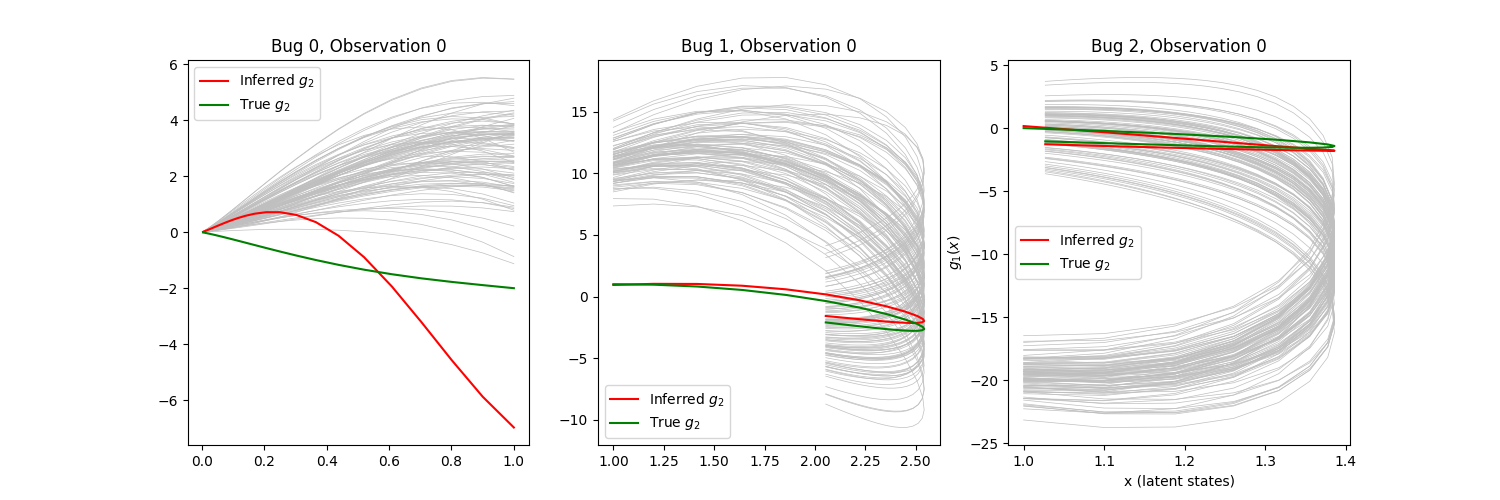 Bug 0, Observation 0
6
4
2
0
−2
−4
−6
0.0 0.2 0.4 0.6 0.8 1.0
Inferred g₂
True g₂
Bug 1, Observation 0
15
10
5
0
−5
−10
1.00 1.25 1.50 1.75 2.00 2.25 2.50
Inferred g₂
True g₂
Bug 2, Observation 0
g₁(x)
5
0
−5
−10
−15
−20
−25
1.0 1.1 1.2 1.3 1.4
x (latent states)
Inferred g₂
True g₂